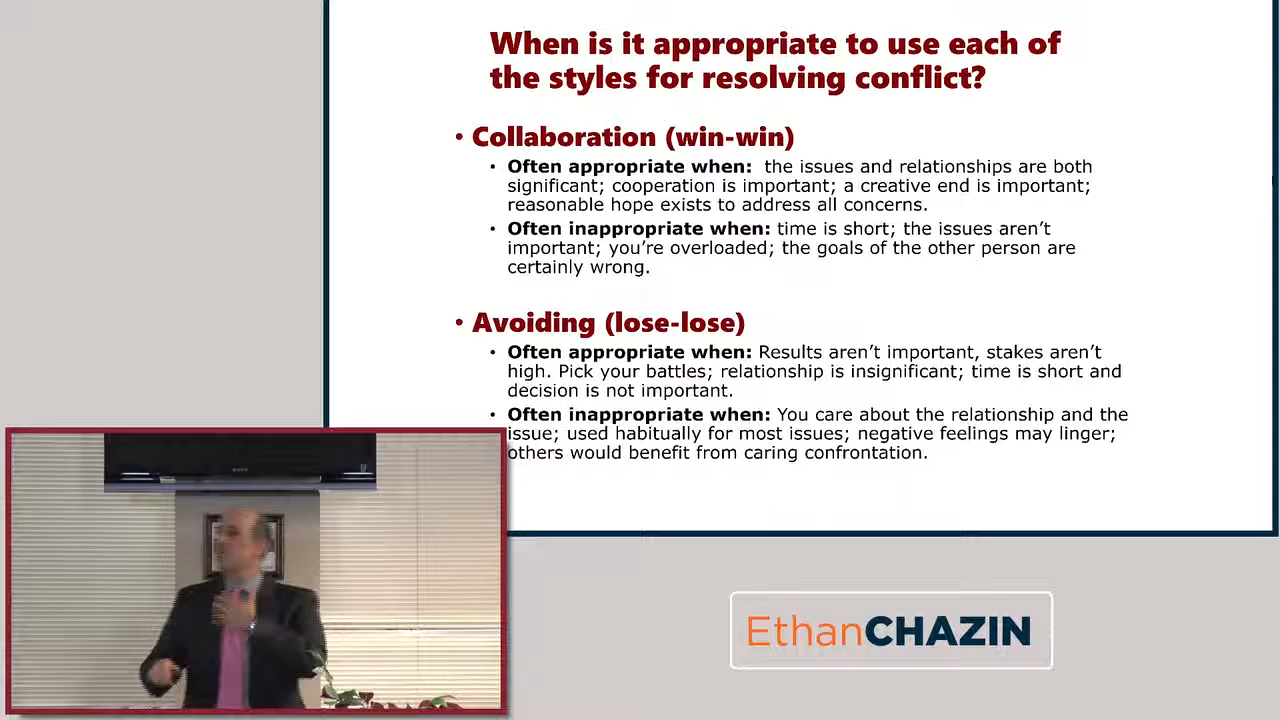 When is it appropriate to use each of
the styles for resolving conflict?
• Collaboration (win-win)
• Often appropriate when:  the issues and relationships are both
significant; cooperation is important; a creative end is important;
reasonable hope exists to address all concerns.
• Often inappropriate when: time is short; the issues aren’t
important; you’re overloaded; the goals of the other person are
certainly wrong.
• Avoiding (lose-lose)
• Often appropriate when: Results aren’t important, stakes aren’t
high. Pick your battles; relationship is insignificant; time is short and
decision is not important.
• Often inappropriate when: You care about the relationship and the
issue; used habitually for most issues; negative feelings may linger;
others would benefit from caring confrontation.
EthanCHAZIN